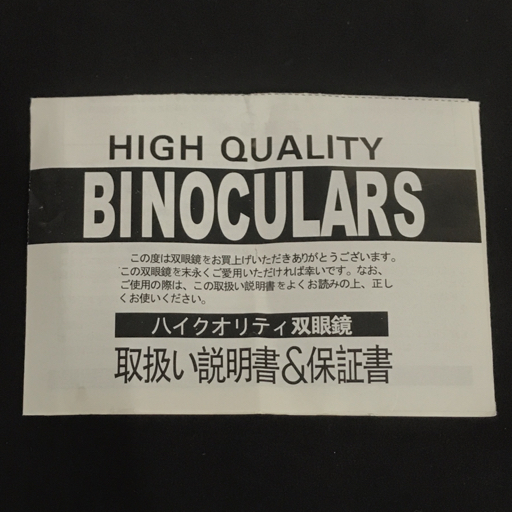 HIGH QUALITY
BINOCULARS
この度は双眼鏡をお買上げいただきありがとうございます。
この双眼鏡を末永くご愛用いただければ幸いです。なお、
ご使用の際は、この取扱い説明書をよくお読みの上、正し
くお使いください。
ハイクオリティ双眼鏡
取扱い説明書&保証書